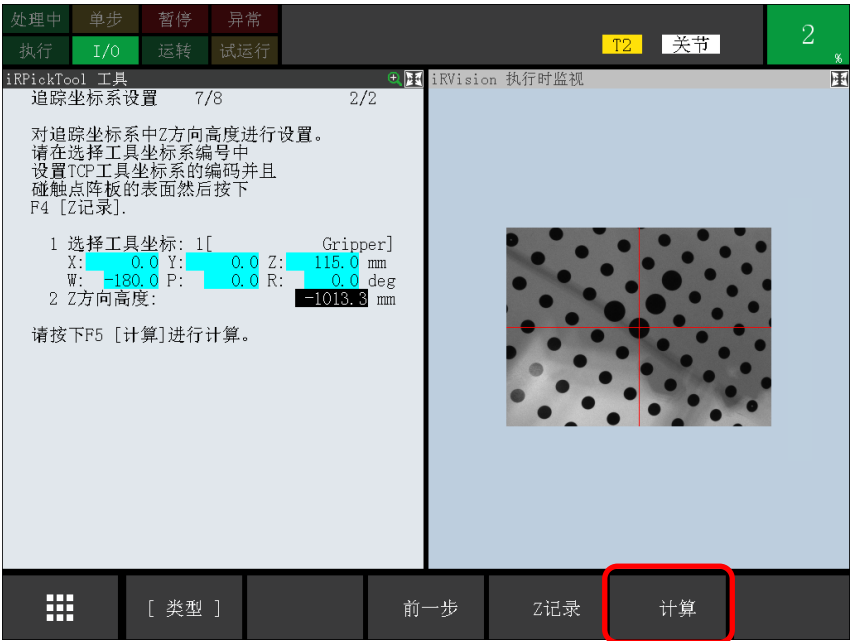 处理中 单步 暂停 异常
执行 I/O 运转 试运行
T2 关节
2 %
iRPickTool 工具
追踪坐标系设置 7/8 2/2
对追踪坐标系中Z方向高度进行设置。
请在选择工具坐标系编号中
设置TCP工具坐标系的编码并且
碰触点阵板的表面然后按下
F4 [Z记录].
1 选择工具坐标: 1[ Gripper]
X: 0.0 Y: 0.0 Z: 115.0 mm
W: -180.0 P: 0.0 R: 0.0 deg
2 Z方向高度: -1013.3 mm
请按下F5 [计算]进行计算。
iRVision 执行时监视
[ 类型 ] 前一步 Z记录 计算